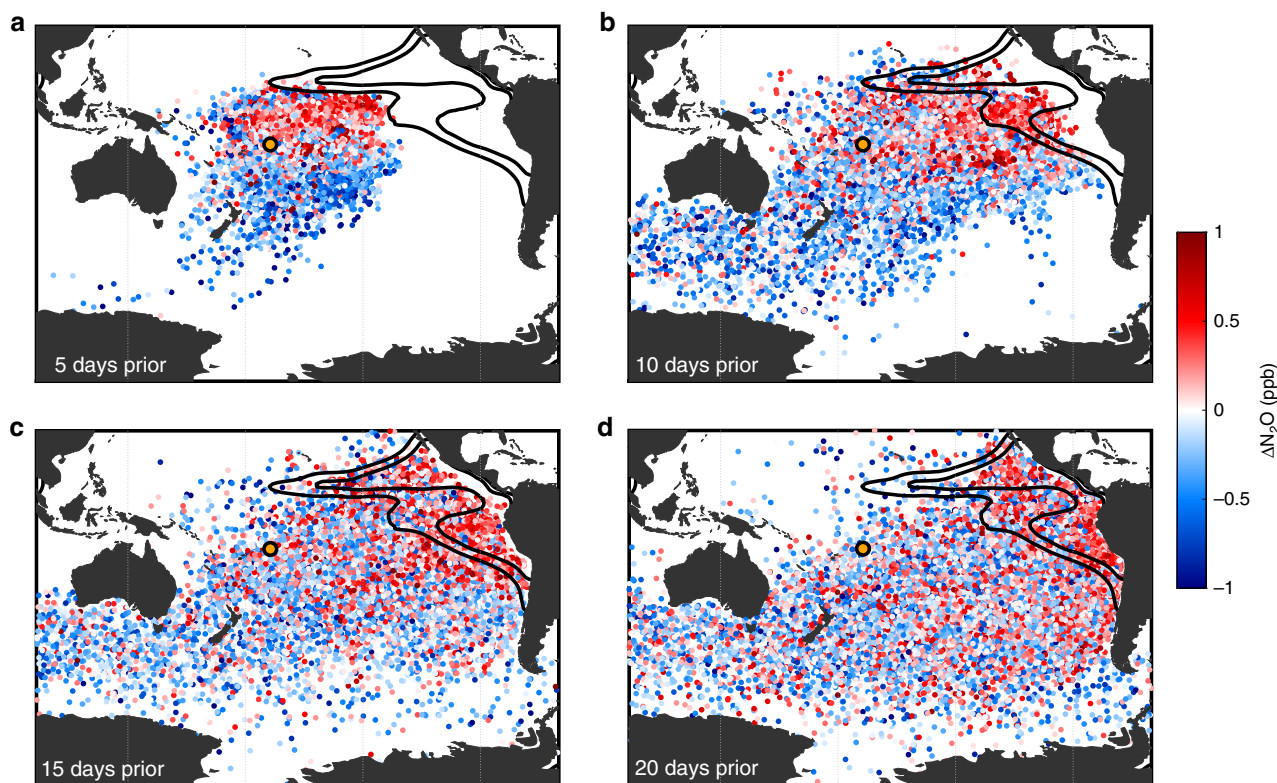 a
5 days prior
b
10 days prior
c
15 days prior
d
20 days prior
1
0.5
0
−0.5
−1
ΔN₂O (ppb)